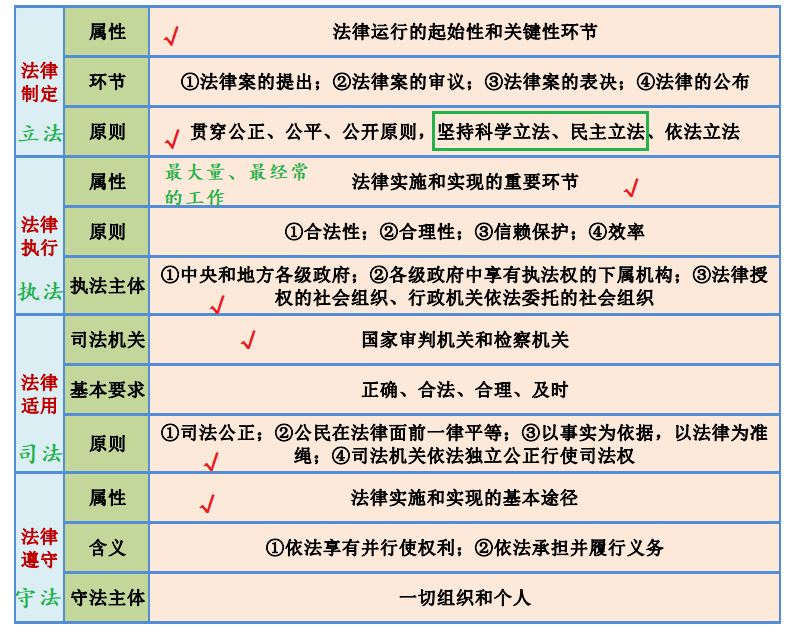 属性
✓
法律运行的起始性和关键性环节
法律
制定
立法
环节
①法律案的提出；②法律案的审议；③法律案的表决；④法律的公布
原则
✓
贯穿公正、公平、公开原则，坚持科学立法、民主立法、依法立法
法律
执行
执法
属性
最大量、最经常
的工作
法律实施和实现的重要环节
✓
原则
①合法性；②合理性；③信赖保护；④效率
执法主体
①中央和地方各级政府；②各级政府中享有执法权的下属机构；③法律授
权的社会组织、行政机关依法委托的社会组织
✓
法律
适用
司法
司法机关
✓
国家审判机关和检察机关
基本要求
正确、合法、合理、及时
原则
①司法公正；②公民在法律面前一律平等；③以事实为依据，以法律为准
绳；④司法机关依法独立公正行使司法权
✓
法律
遵守
守法
属性
✓
法律实施和实现的基本途径
含义
①依法享有并行使权利；②依法承担并履行义务
守法主体
一切组织和个人